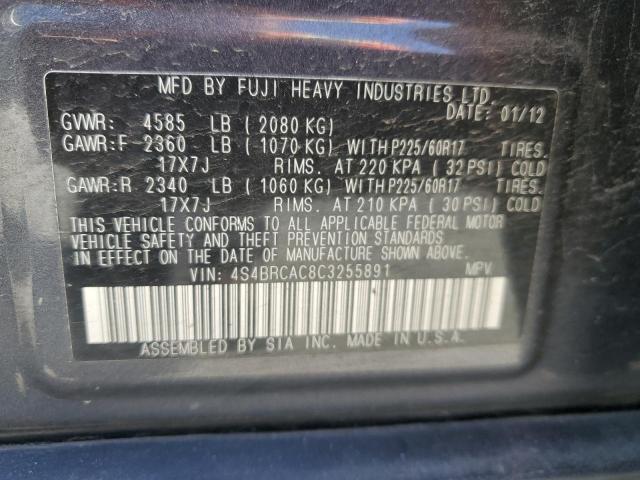 MFD BY FUJI HEAVY INDUSTRIES LTD.
DATE: 01/12
GVWR: 4585 LB ( 2080 KG)
GAWR:F 2360 LB ( 1070 KG) WITH P225/60R17 TIRES.
17X7J RIMS. AT 220 KPA ( 32 PSI) COLD
GAWR:R 2340 LB ( 1060 KG) WITH P225/60R17 TIRES.
17X7J RIMS. AT 210 KPA ( 30 PSI) COLD
THIS VEHICLE CONFORMS TO ALL APPLICABLE FEDERAL MOTOR
VEHICLE SAFETY AND THEFT PREVENTION STANDARDS
IN EFFECT ON THE DATE OF MANUFACTURE SHOWN ABOVE.
VIN: 4S4BRCAC8C3255891 MPV
ASSEMBLED BY SIA INC. MADE IN U.S.A.